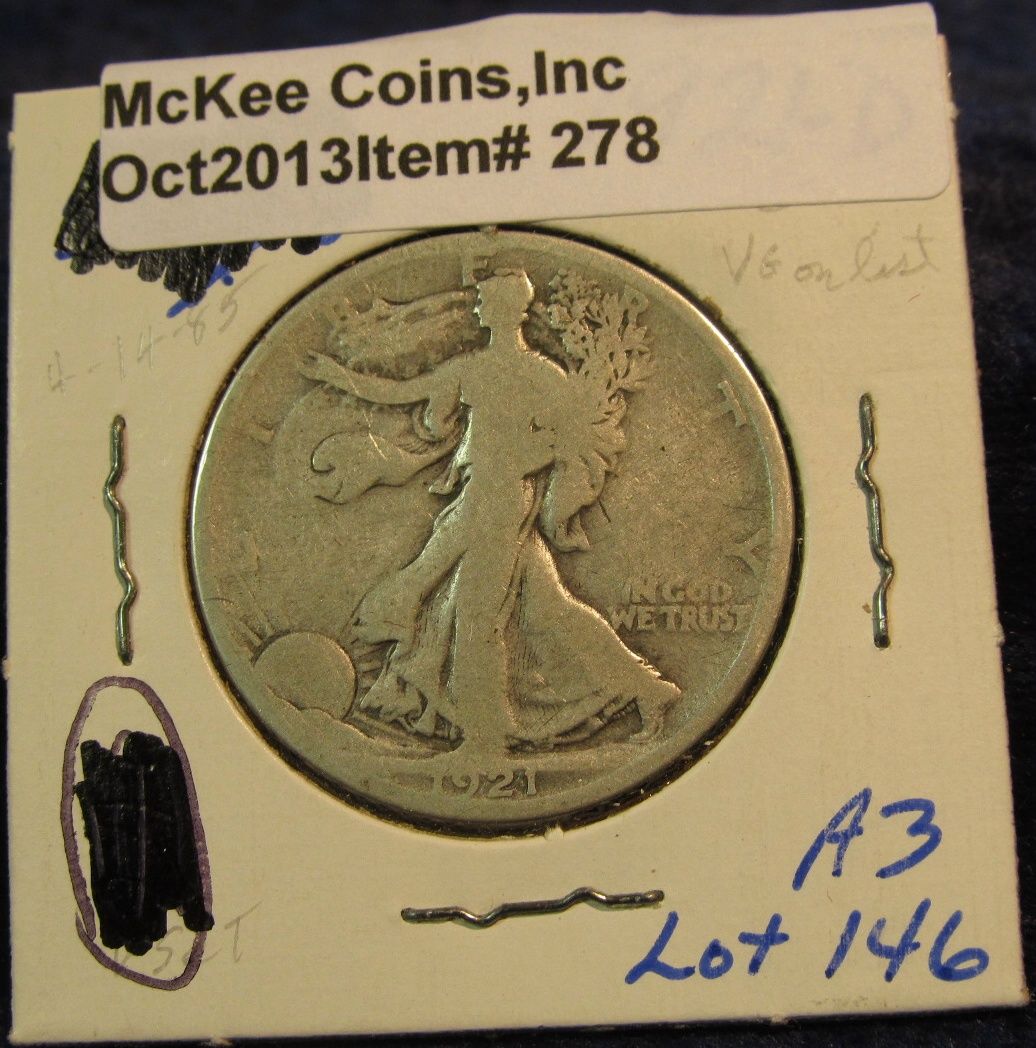 McKee Coins,Inc
Oct2013Item# 278
VG on list
4-14-85
LIBERTY
IN GOD
WE TRUST
1921
A3
Lot 146